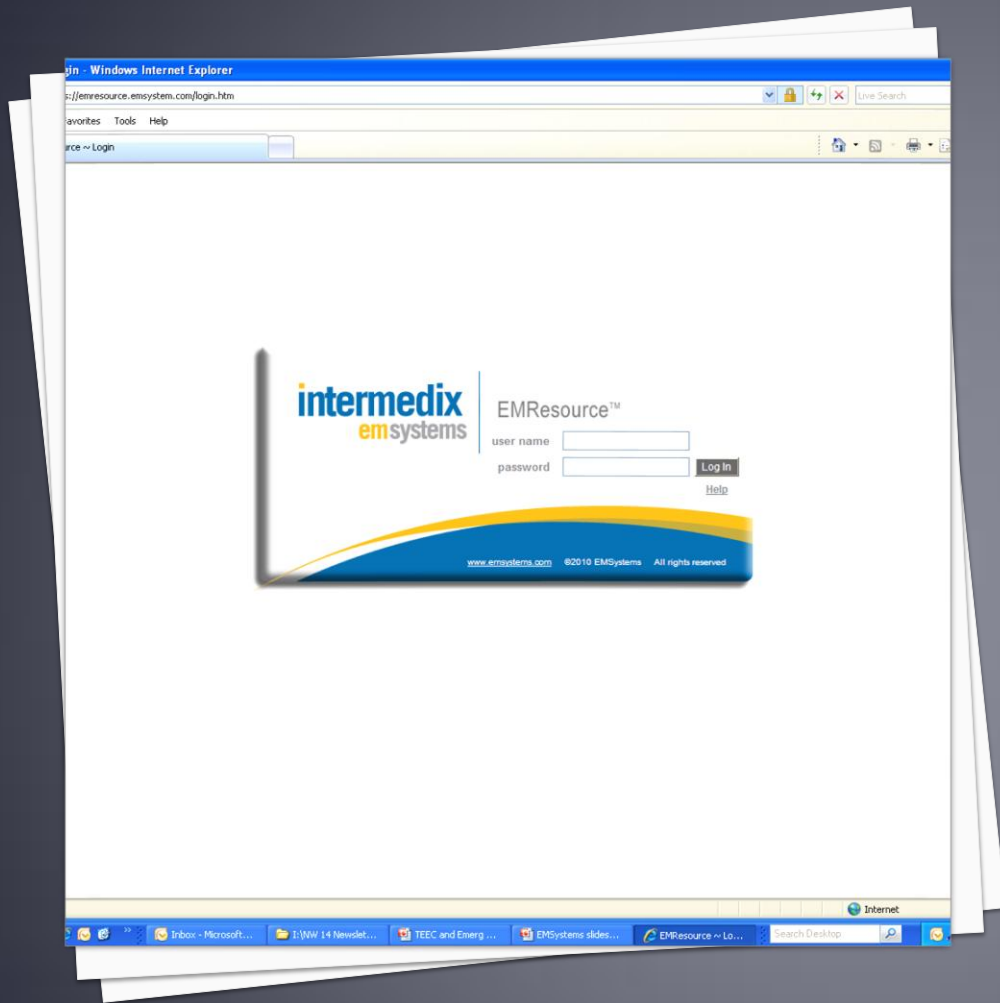 gin - Windows Internet Explorer
s://emresource.emsystem.com/login.htm
Live Search
avorites Tools Help
urce ~ Login
intermedix
emsystems
EMResource™
user name
password
Log In
Help
www.emsystems.com ©2010 EMSystems All rights reserved
Internet
Inbox - Microsoft... I:\NW 14 Newslet... TEEC and Emerg ... EMSystems slides... EMResource ~ Lo... Search Desktop